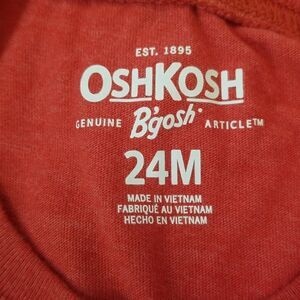 EST. 1895
OSHKOSH
GENUINE B'gosh® ARTICLE™
24M
MADE IN VIETNAM
FABRIQUÉ AU VIETNAM
HECHO EN VIETNAM